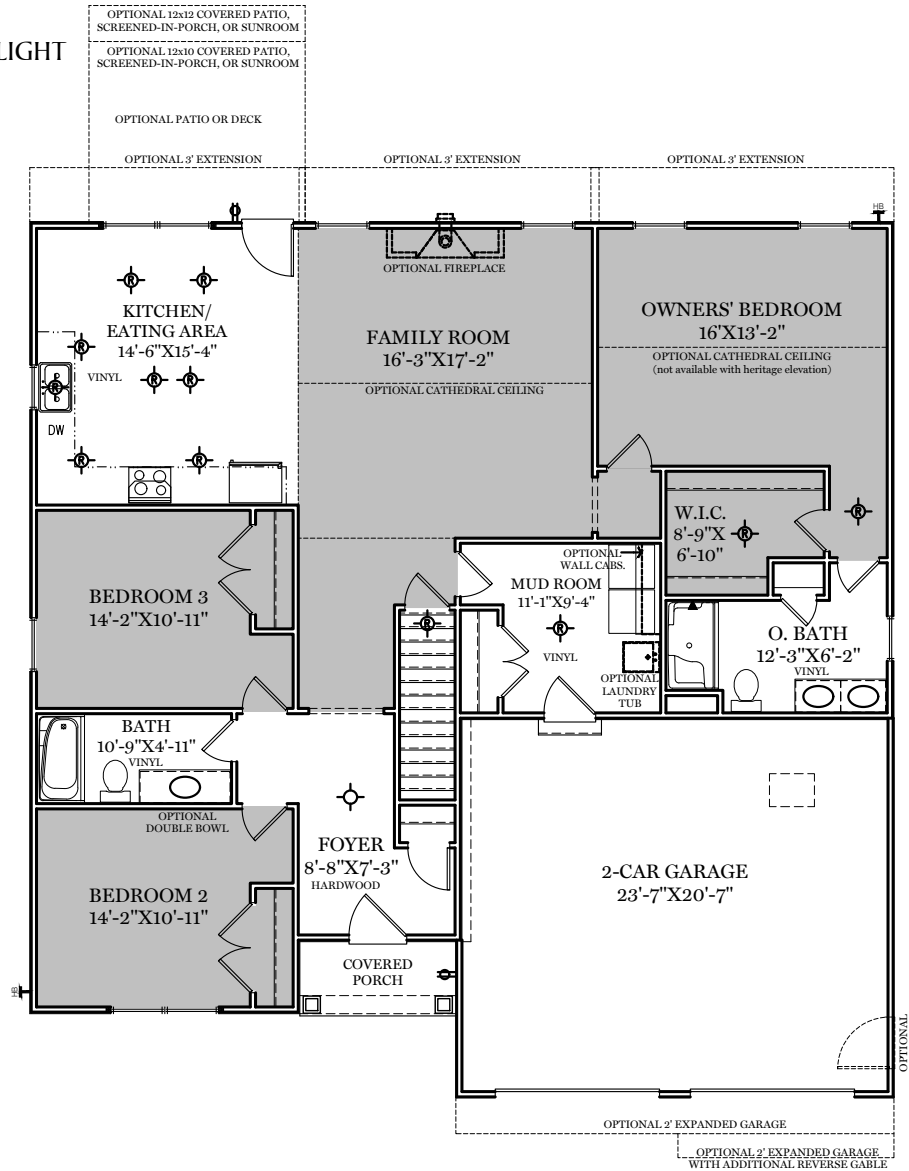 OPTIONAL 12x12 COVERED PATIO,
SCREENED-IN-PORCH, OR SUNROOM
LIGHT
OPTIONAL 12x10 COVERED PATIO,
SCREENED-IN-PORCH, OR SUNROOM
OPTIONAL PATIO OR DECK
OPTIONAL 3' EXTENSION
OPTIONAL 3' EXTENSION
OPTIONAL 3' EXTENSION
HB
OPTIONAL FIREPLACE
R
R
KITCHEN/
EATING AREA
14'-6"X15'-4"
R
VINYL
R
R
R
DW
R
R
FAMILY ROOM
16'-3"X17'-2"
OPTIONAL CATHEDRAL CEILING
OWNERS' BEDROOM
16'X13'-2"
OPTIONAL CATHEDRAL CEILING
(not available with heritage elevation)
W.I.C.
8'-9"X
6'-10"
R
R
BEDROOM 3
14'-2"X10'-11"
OPTIONAL
WALL CABS.
MUD ROOM
11'-1"X9'-4"
R
R
VINYL
OPTIONAL
LAUNDRY
TUB
O. BATH
12'-3"X6'-2"
VINYL
BATH
10'-9"X4'-11"
VINYL
OPTIONAL
DOUBLE BOWL
FOYER
8'-8"X7'-3"
HARDWOOD
2-CAR GARAGE
23'-7"X20'-7"
BEDROOM 2
14'-2"X10'-11"
HB
COVERED
PORCH
OPTIONAL
OPTIONAL 2' EXPANDED GARAGE
OPTIONAL 2' EXPANDED GARAGE
WITH ADDITIONAL REVERSE GABLE